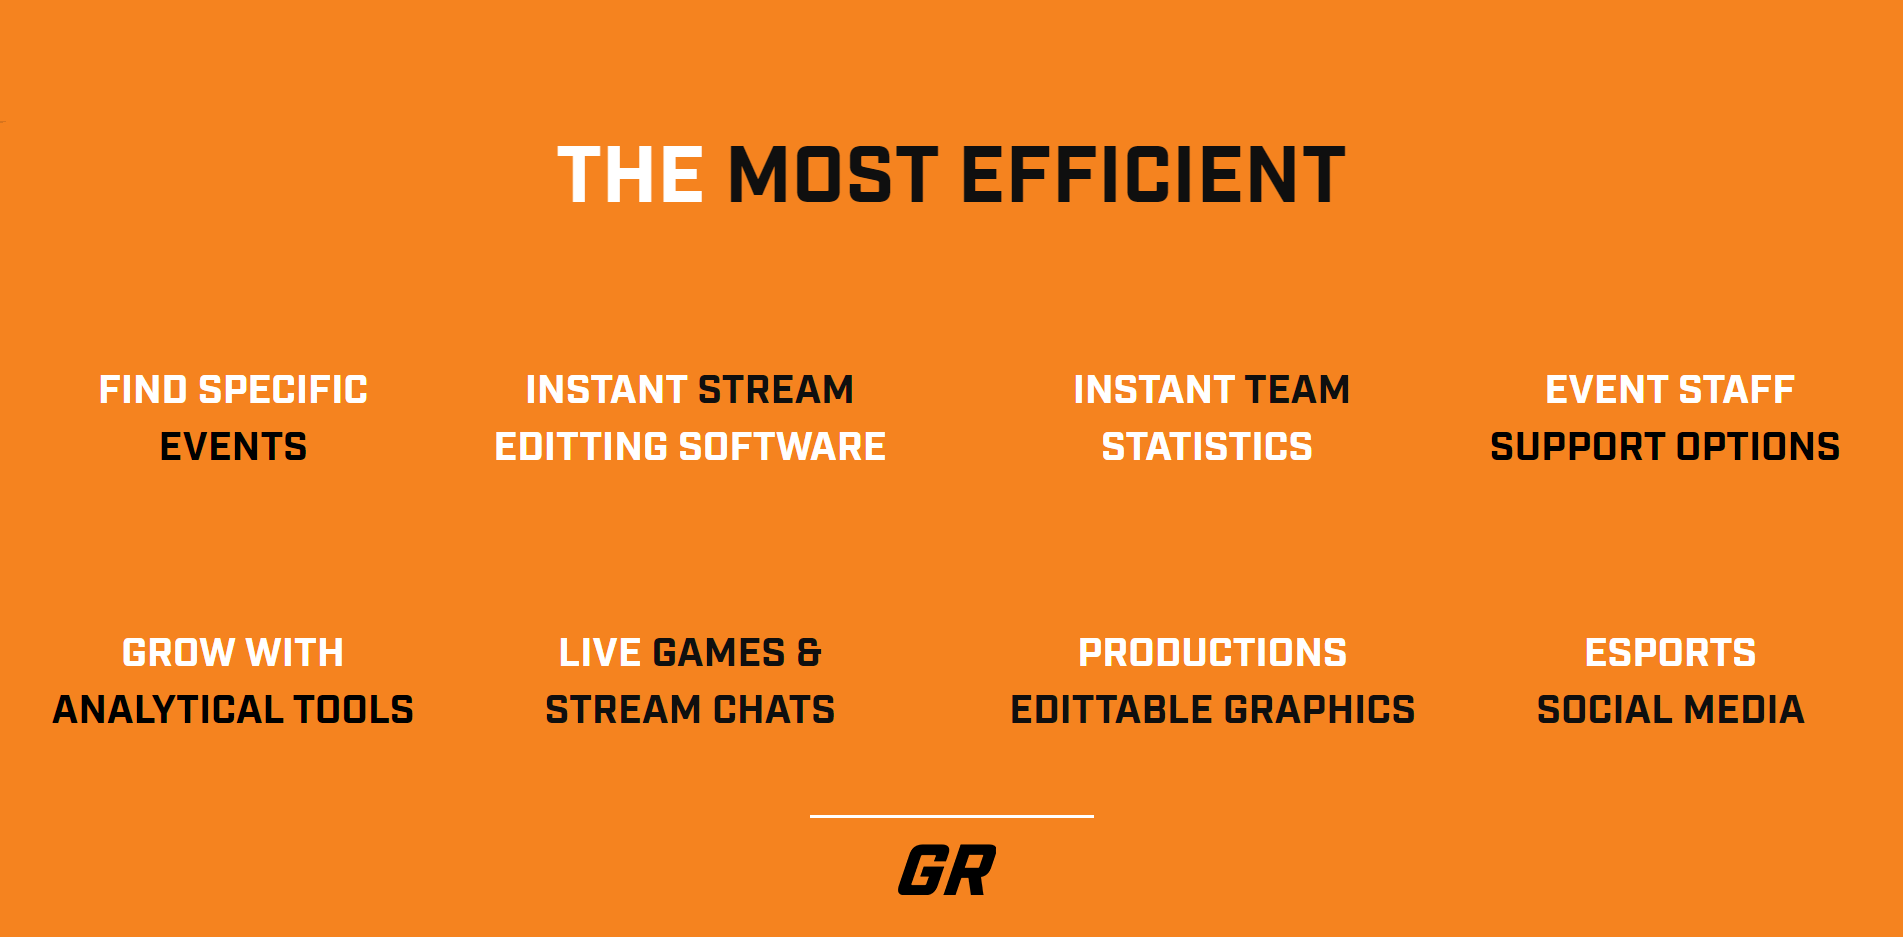 THE MOST EFFICIENT
FIND SPECIFIC
EVENTS
INSTANT STREAM
EDITTING SOFTWARE
INSTANT TEAM
STATISTICS
EVENT STAFF
SUPPORT OPTIONS
GROW WITH
ANALYTICAL TOOLS
LIVE GAMES &
STREAM CHATS
PRODUCTIONS
EDITTABLE GRAPHICS
ESPORTS
SOCIAL MEDIA
GR